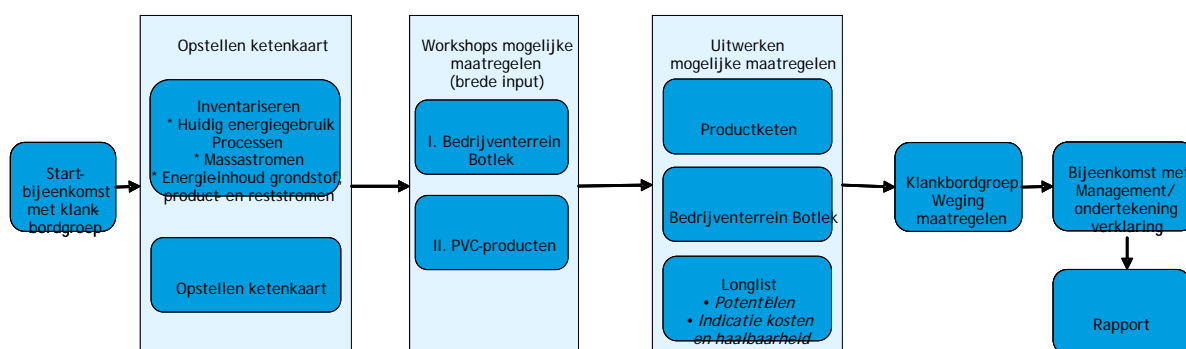 Start-
bijeenkomst
met klank-
bordgroep
Opstellen ketenkaart
Inventariseren
* Huidig energiegebruik
Processen
* Massastromen
* Energieinhoud grondstof,
product- en reststromen
Opstellen ketenkaart
Workshops mogelijke
maatregelen
(brede input)
I. Bedrijventerrein
Botlek
II. PVC-producten
Uitwerken
mogelijke maatregelen
Productketen
Bedrijventerrein Botlek
Longlist
• Potentiëlen
• Indicatie kosten
en haalbaarheid
Klankbordgroep
Weging
maatregelen
Bijeenkomst met
Management/
ondertekening
verklaring
Rapport